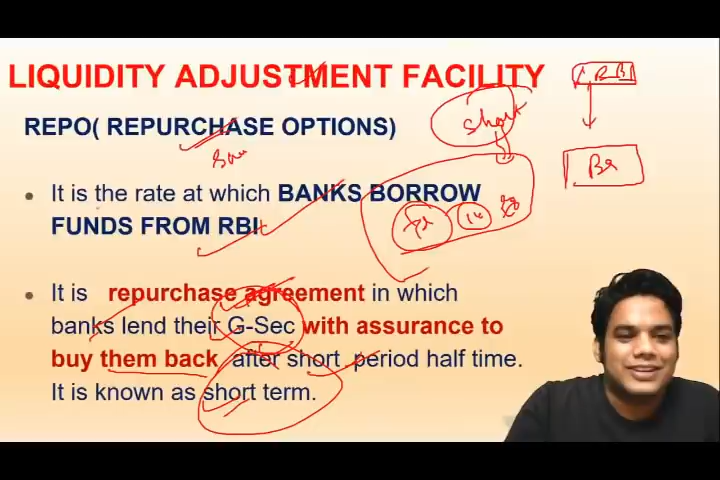 LIQUIDITY ADJUSTMENT FACILITY
REPO( REPURCHASE OPTIONS)
short
RBI
Ba
14
• It is the rate at which BANKS BORROW
FUNDS FROM RBI
• It is repurchase agreement in which
banks lend their G-Sec with assurance to
buy them back after short period half time.
It is known as short term.